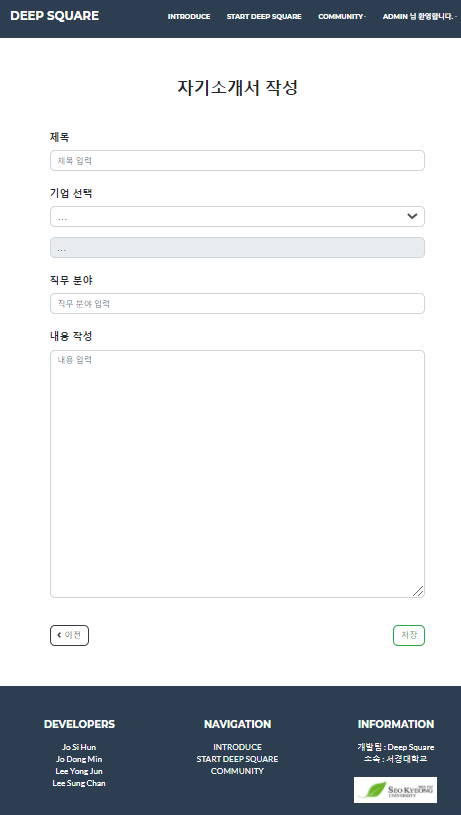 DEEP SQUARE
INTRODUCE START DEEP SQUARE COMMUNITY ADMIN 님 환영합니다.
자기소개서 작성
제목
제목 입력
기업 선택
...
...
직무 분야
직무 분야 입력
내용 작성
내용 입력
이전
저장
DEVELOPERS
Jo Si Hun
Jo Dong Min
Lee Yong Jun
Lee Sung Chan
NAVIGATION
INTRODUCE
START DEEP SQUARE
COMMUNITY
INFORMATION
개발팀 : Deep Square
소속 : 서경대학교
SEO KYEONG
UNIVERSITY